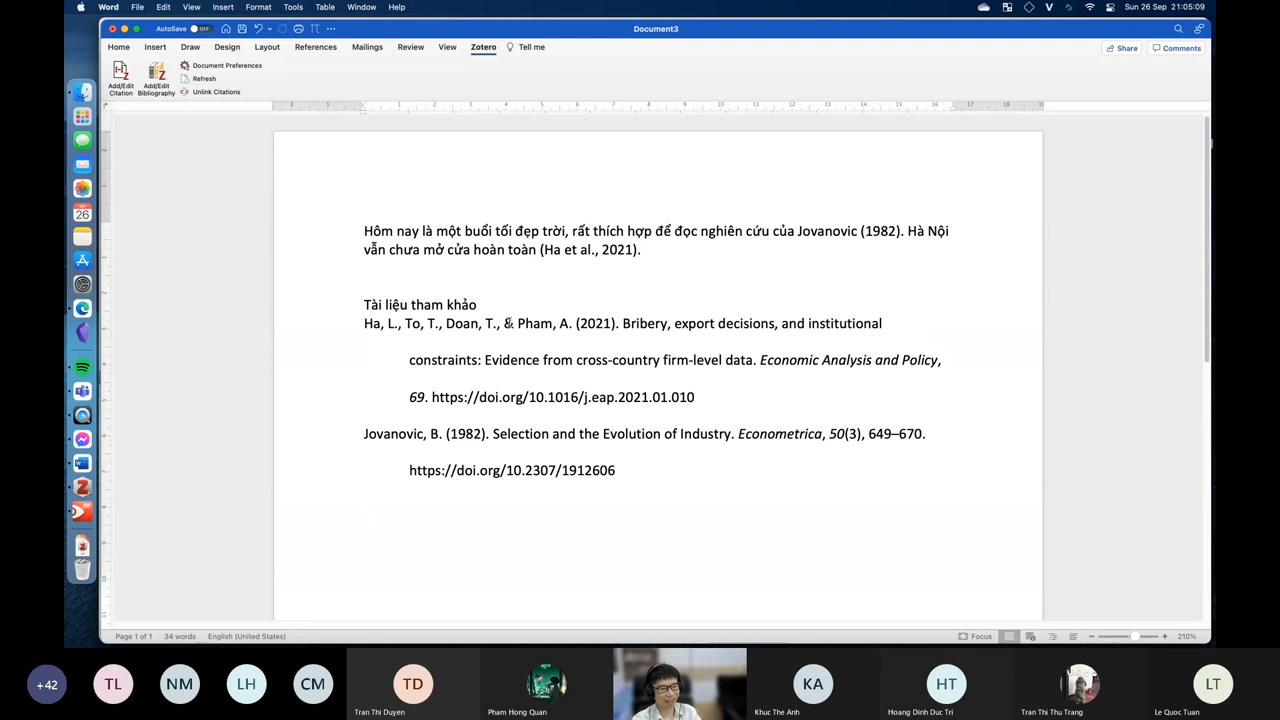 Word File Edit View Insert Format Tools Table Window Help
Sun 26 Sep 21:05:09
AutoSave OFF
Document3
Home Insert Draw Design Layout References Mailings Review View Zotero Tell me
Share Comments
Add/Edit Citation
Add/Edit Bibliography
Document Preferences
Refresh
Unlink Citations
Hôm nay là một buổi tối đẹp trời, rất thích hợp để đọc nghiên cứu của Jovanovic (1982). Hà Nội
vẫn chưa mở cửa hoàn toàn (Ha et al., 2021).
Tài liệu tham khảo
Ha, L., To, T., Doan, T., & Pham, A. (2021). Bribery, export decisions, and institutional
constraints: Evidence from cross-country firm-level data. Economic Analysis and Policy,
69. https://doi.org/10.1016/j.eap.2021.01.010
Jovanovic, B. (1982). Selection and the Evolution of Industry. Econometrica, 50(3), 649–670.
https://doi.org/10.2307/1912606
Page 1 of 1 34 words English (United States)
Focus
210%
+42 TL NM LH CM TD KA HT LT
Tran Thi Duyen
Pham Hong Quan
Khuc The Anh
Hoang Dinh Duc Tri
Tran Thi Thu Trang
Le Quoc Tuan